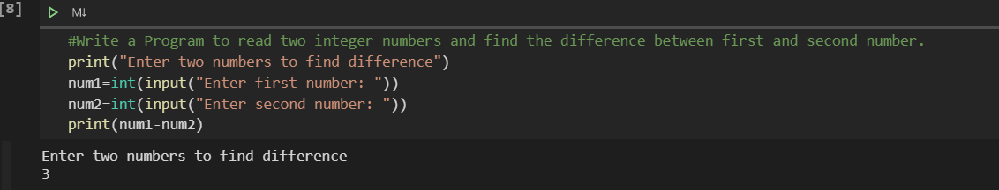 [8]
M↓
#Write a Program to read two integer numbers and find the difference between first and second number.
print("Enter two numbers to find difference")
num1=int(input("Enter first number: "))
num2=int(input("Enter second number: "))
print(num1-num2)
Enter two numbers to find difference
3